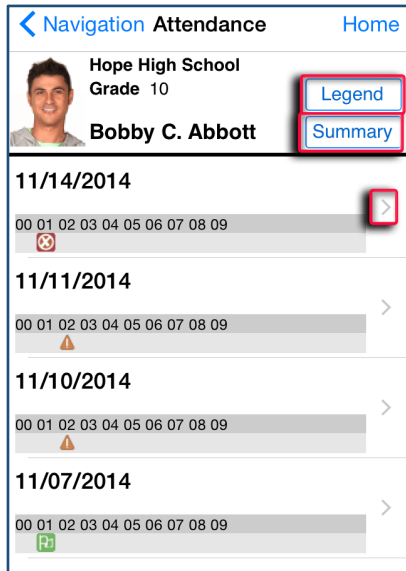 Navigation Attendance Home
Hope High School
Grade 10
Legend
Bobby C. Abbott
Summary
11/14/2014
00 01 02 03 04 05 06 07 08 09
11/11/2014
00 01 02 03 04 05 06 07 08 09
11/10/2014
00 01 02 03 04 05 06 07 08 09
11/07/2014
00 01 02 03 04 05 06 07 08 09